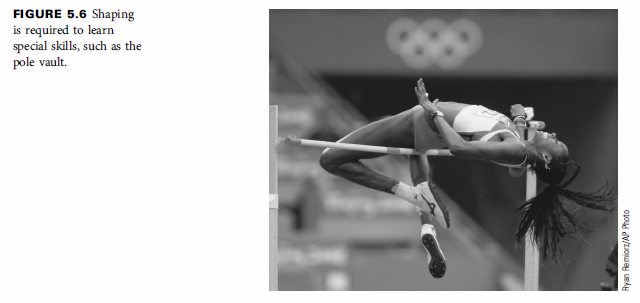 FIGURE 5.6 Shaping
is required to learn
special skills, such as the
pole vault.
Ryan Remiorz/AP Photo